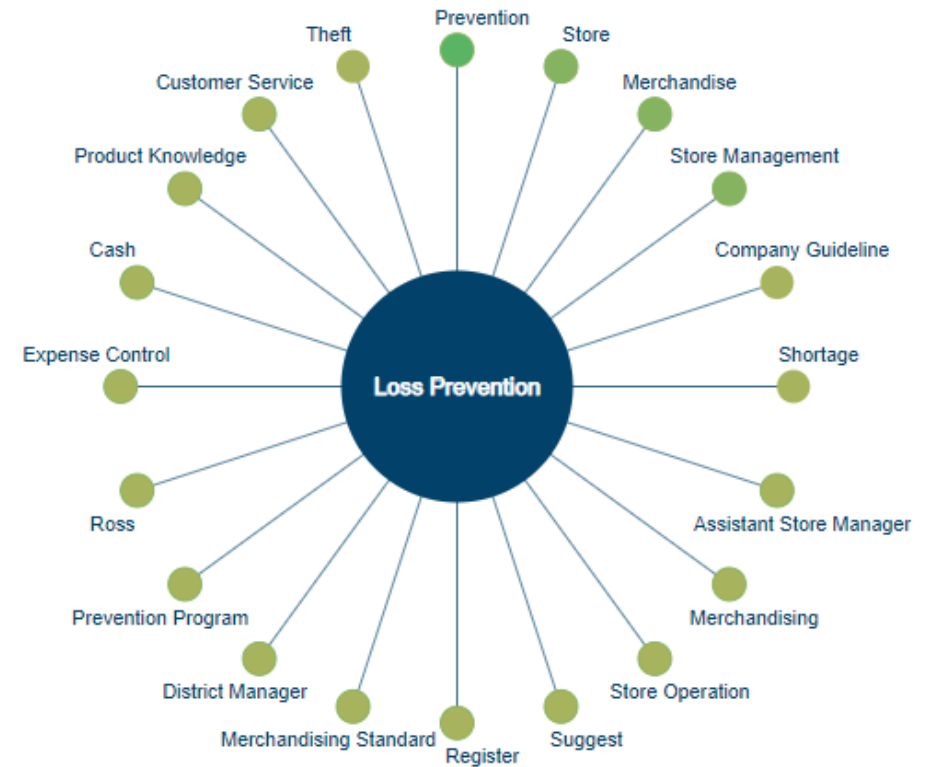 Prevention
Store
Merchandise
Store Management
Company Guideline
Shortage
Assistant Store Manager
Merchandising
Store Operation
Suggest
Register
Merchandising Standard
District Manager
Prevention Program
Ross
Expense Control
Cash
Product Knowledge
Customer Service
Theft
Loss Prevention